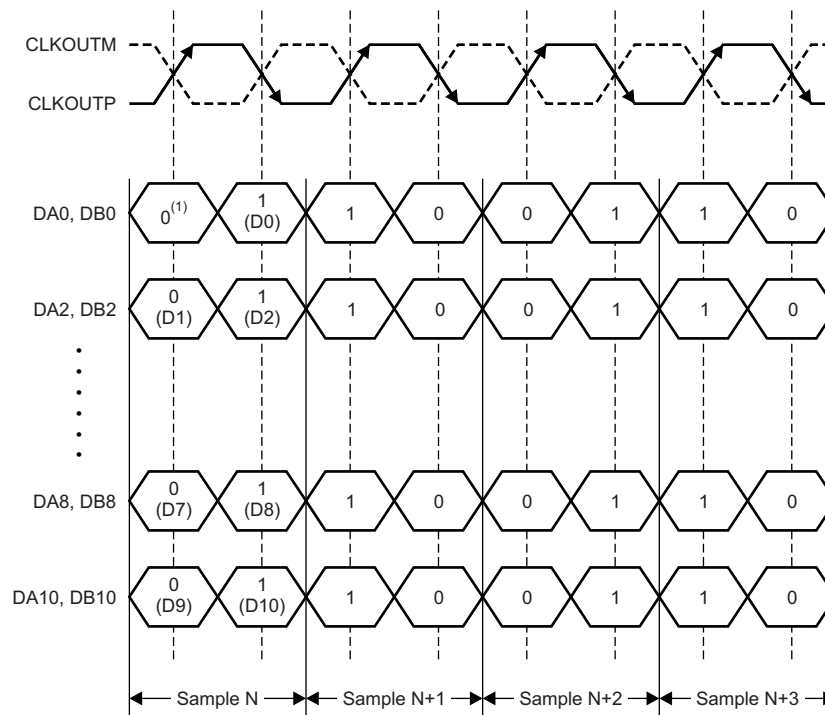 CLKOUTM
CLKOUTP
DA0, DB0 0(1) 1 (D0) 1 0 0 1 1 0
DA2, DB2 0 (D1) 1 (D2) 1 0 0 1 1 0
DA8, DB8 0 (D7) 1 (D8) 1 0 0 1 1 0
DA10, DB10 0 (D9) 1 (D10) 1 0 0 1 1 0
Sample N Sample N+1 Sample N+2 Sample N+3